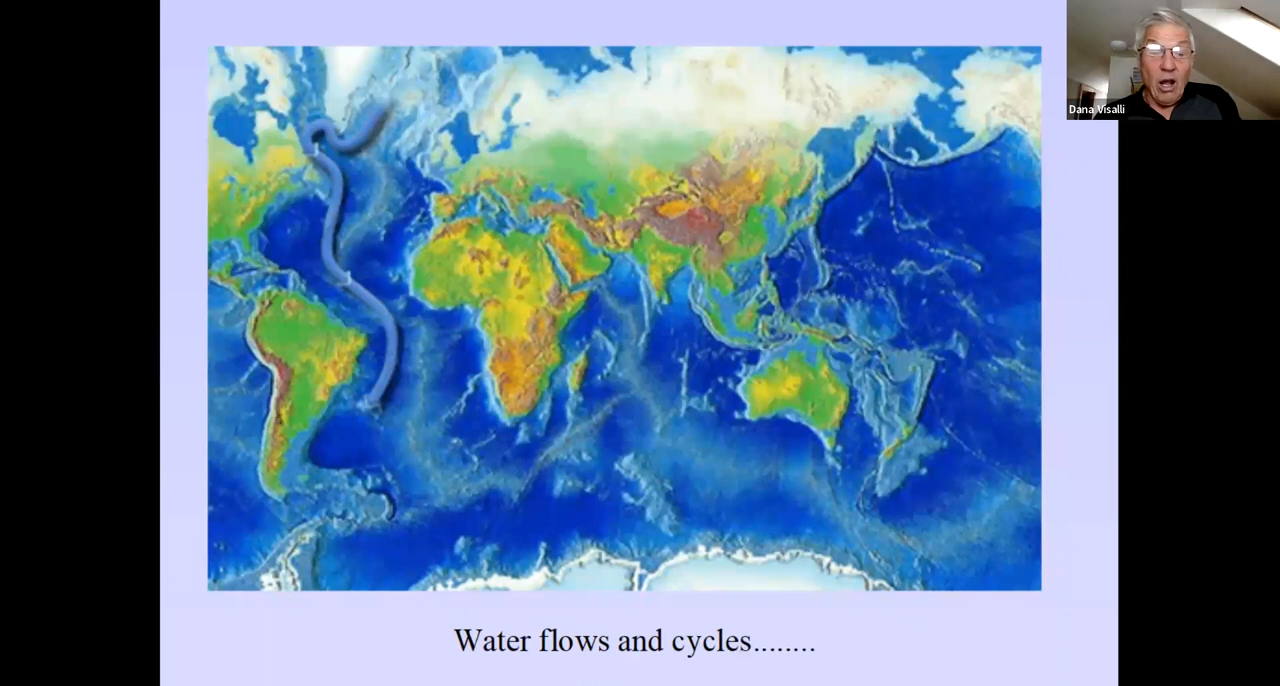 Dana Visalli
Water flows and cycles........